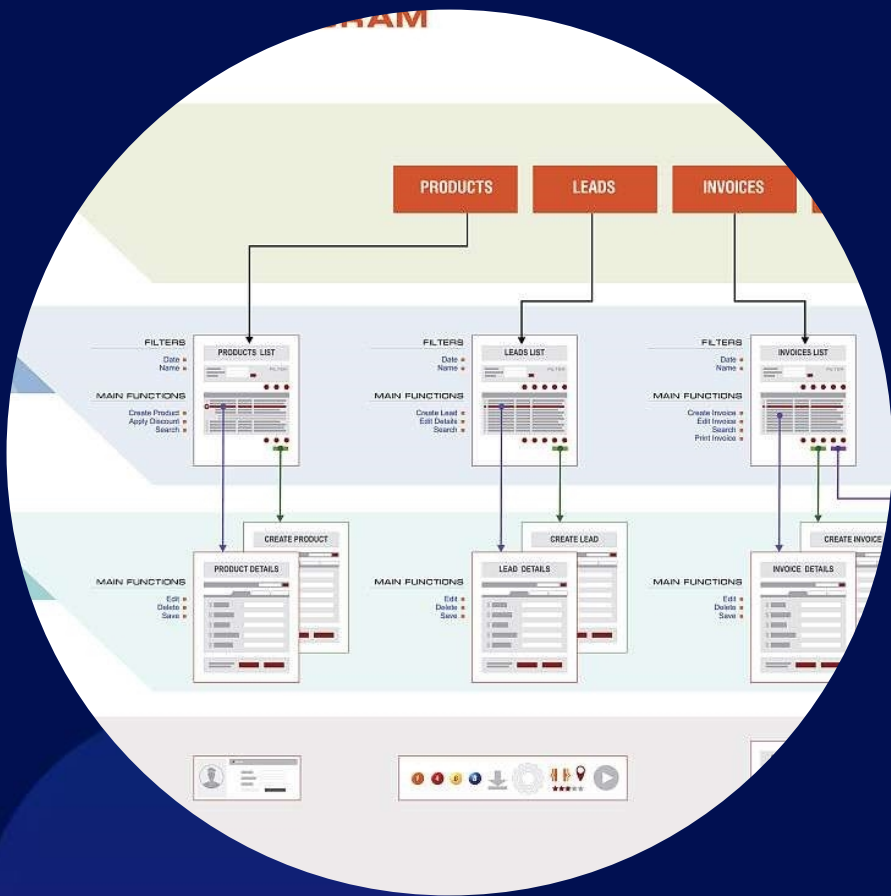 PRODUCTS
LEADS
INVOICES
FILTERS
Date
Name
MAIN FUNCTIONS
Create Product
Apply Discount
Search
PRODUCTS LIST
FILTER
FILTERS
Date
Name
MAIN FUNCTIONS
Create Lead
Edit Details
Search
LEADS LIST
FILTER
FILTERS
Date
Name
MAIN FUNCTIONS
Create Invoice
Edit Invoice
Search
Print Invoice
INVOICES LIST
FILTER
CREATE PRODUCT
PRODUCT DETAILS
MAIN FUNCTIONS
Edit
Delete
Save
CREATE LEAD
LEAD DETAILS
MAIN FUNCTIONS
Edit
Delete
Save
CREATE INVOICE
INVOICE DETAILS
MAIN FUNCTIONS
Edit
Delete
Save